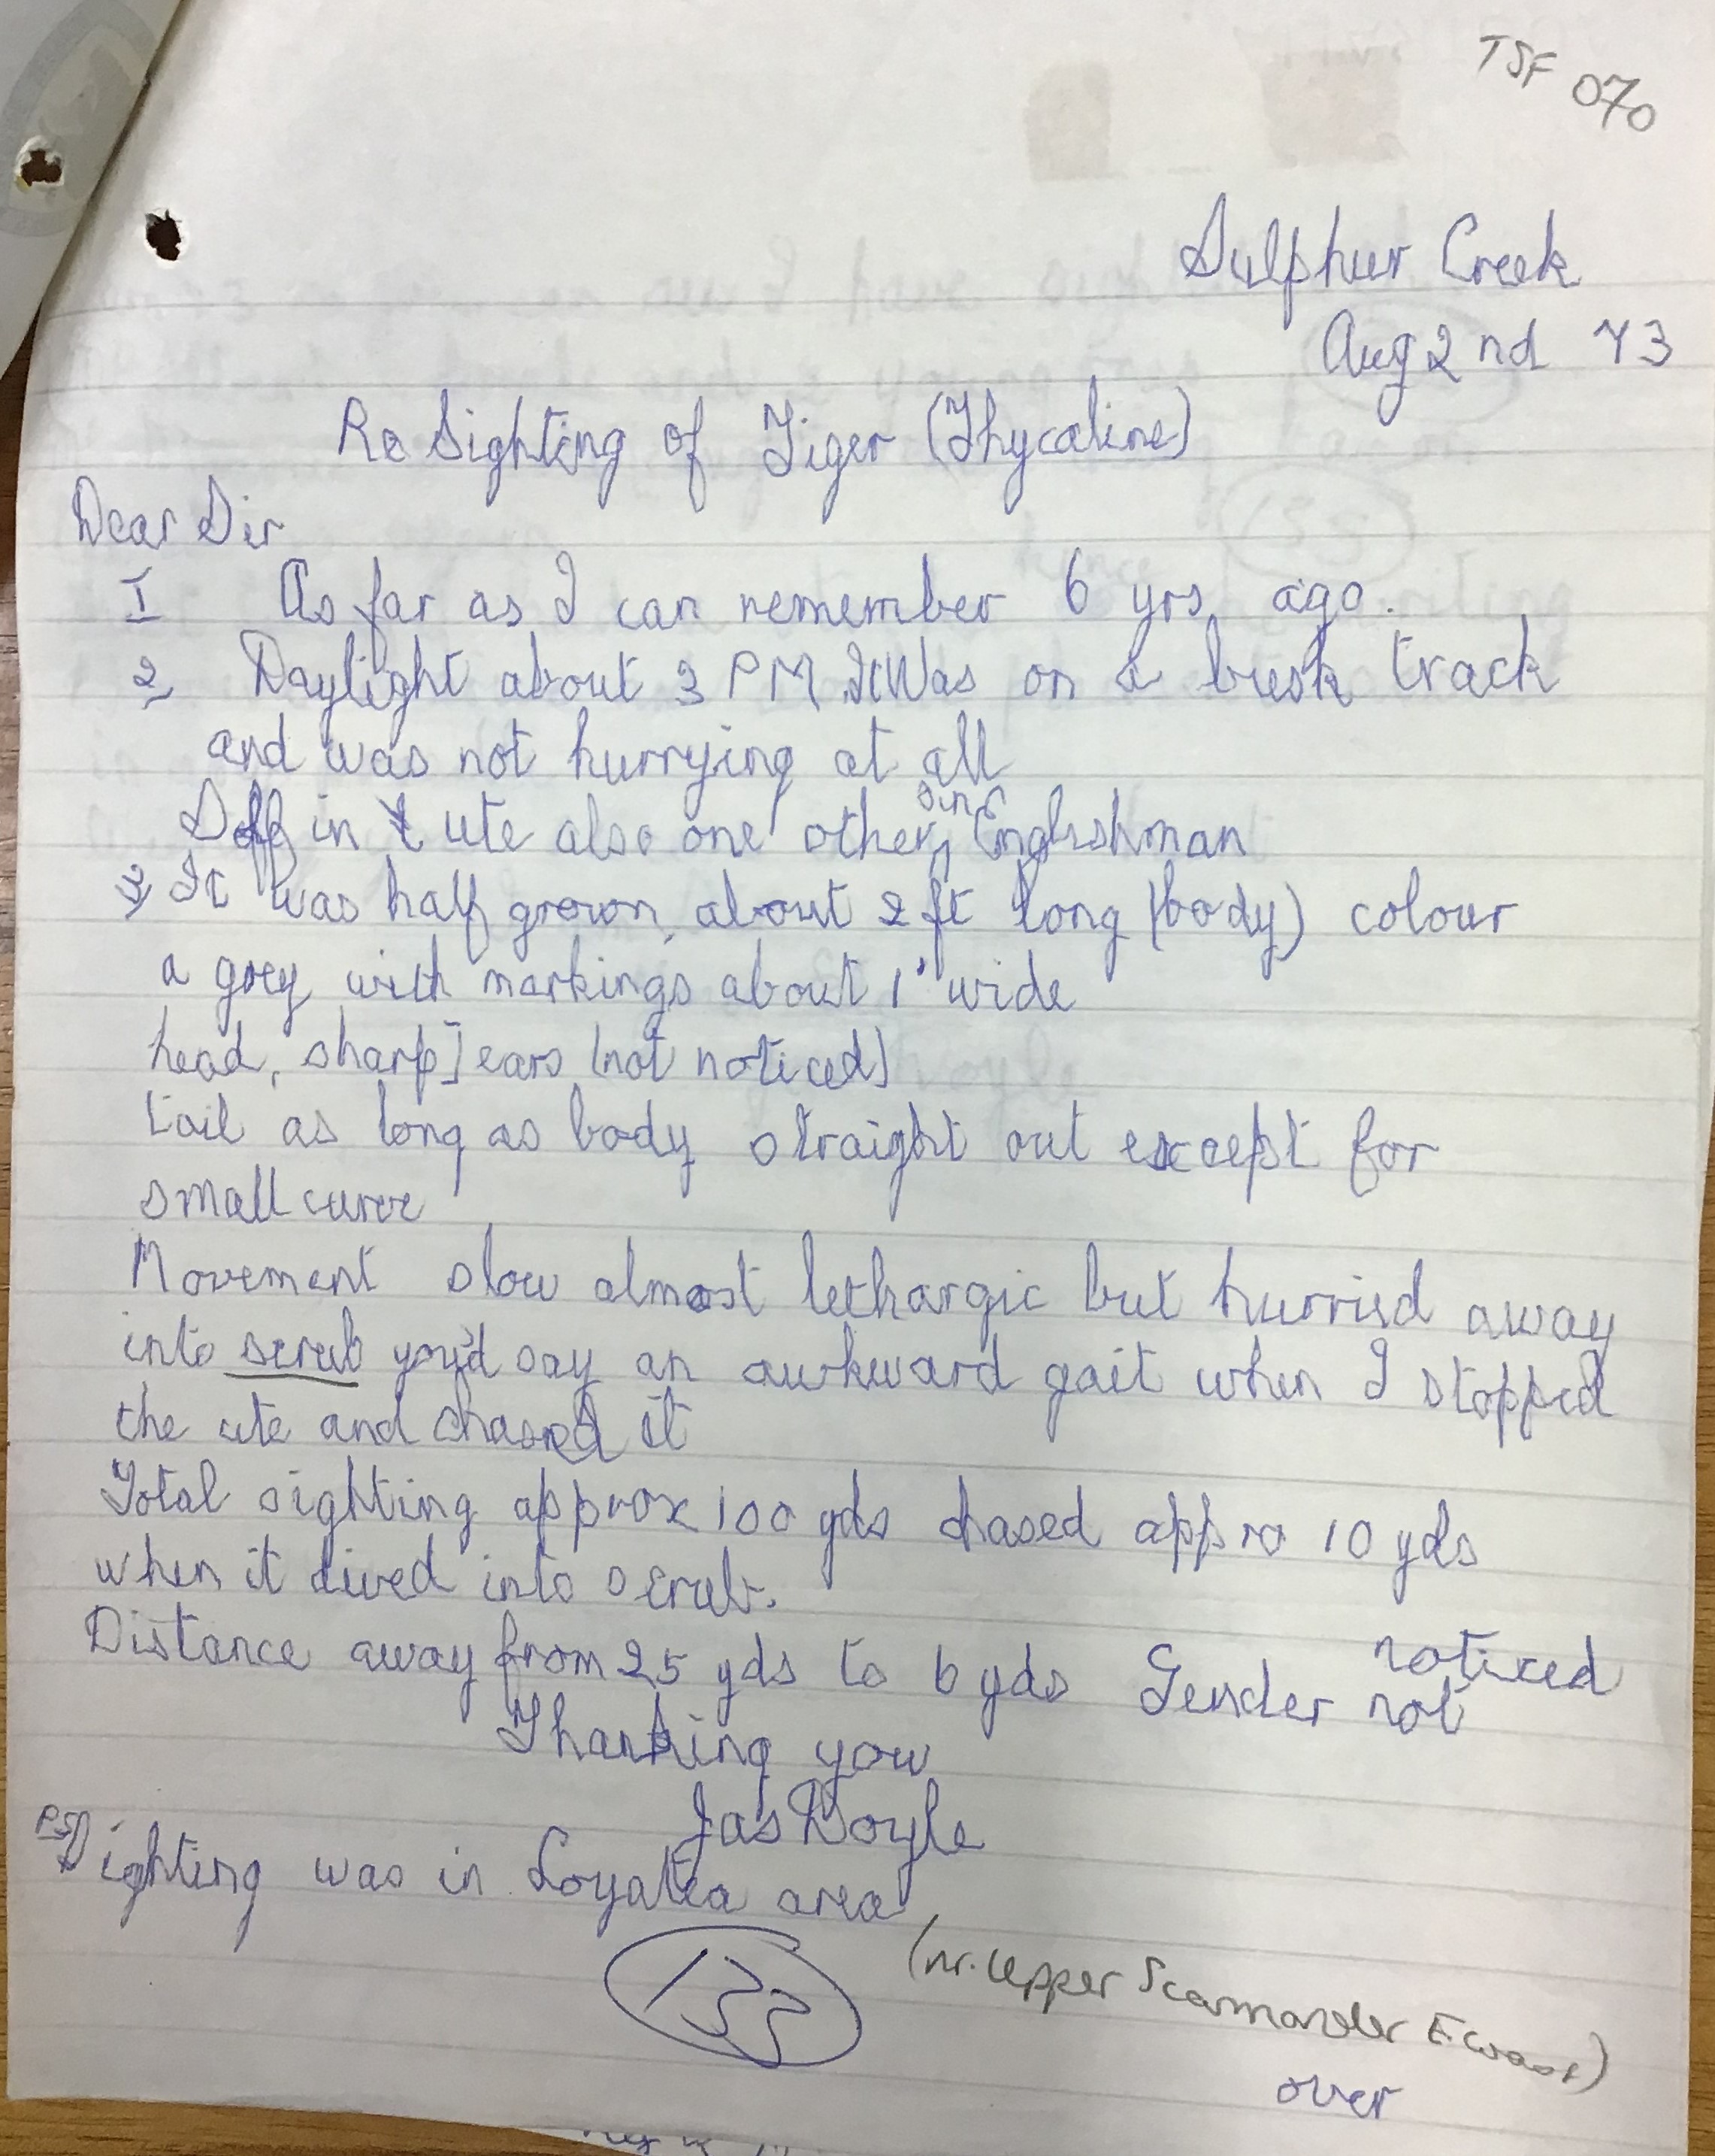 TSF 070
Sulphur Creek
Aug 2nd 73
Re Sighting of Tiger (Thycaline)
Dear Sir
I As far as I can remember 6 yrs ago.
2 Daylight about 3 PM It Was on a bush track
and was not hurrying at all
Self in ute also one other, an Englishman
3 It was half grown, about 2 ft long (body) colour
a grey with markings about 1" wide
head, sharp] ears (not noticed)
tail as long as body straight out except for
small curve
Movement slow almost lethargic but hurried away
into scrub you'd say an awkward gait when I stopped
the ute and chased it
Total sighting approx 100 yds chased appro 10 yds
when it dived into scrub.
Distance away from 25 yds to 6 yds Gender not noticed
Thanking you
Jas Doyle
PS Sighting was in Loyatea area
(nr. Upper Scamander E. Coast)
133
over